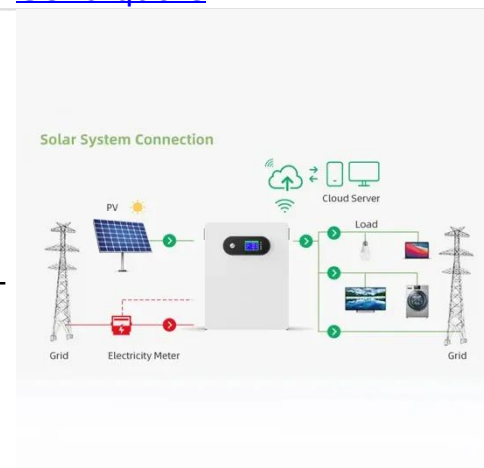 Solar System Connection
Cloud Server
PV
Load
Grid
Electricity Meter
Grid